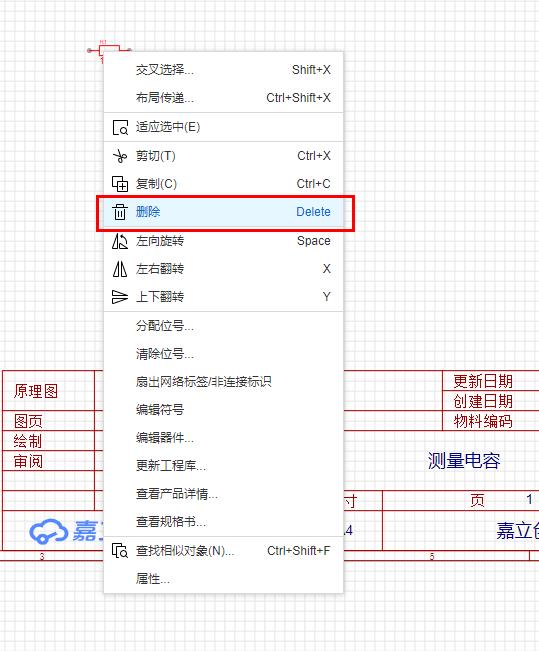 交叉选择... Shift+X
布局传递... Ctrl+Shift+X
适应选中(E)
剪切(T) Ctrl+X
复制(C) Ctrl+C
删除 Delete
左向旋转 Space
左右翻转 X
上下翻转 Y
分配位号...
清除位号...
扇出网络标签/非连接标识
编辑符号
编辑器件...
更新工程库...
查看产品详情...
查看规格书...
查找相似对象(N)... Ctrl+Shift+F
属性...
原理图
更新日期
创建日期
图页
物料编码
绘制
审阅
测量电容
寸
页 1
嘉立
4
嘉立创
3
5